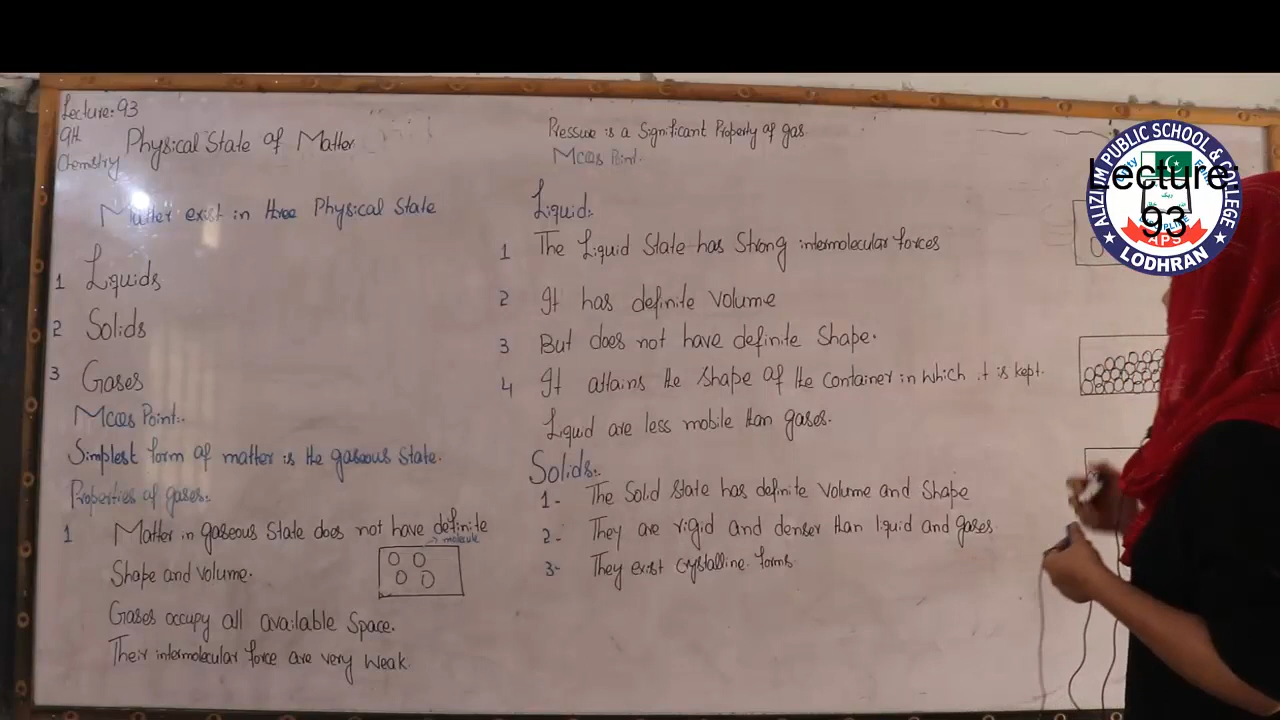 Lecture: 93
9th
Chemistry
Physical State of Matter
Matter exist in three Physical State
1 Liquids
2 Solids
3 Gases
MCQS Point:-
Simplest form of matter is the gaseous state.
Properties of gases:-
1 Matter in gaseous State does not have definite
Shape and Volume.
→ molecule
Gases occupy all available Space.
Their intermolecular force are very weak.
Pressure is a Significant Property of gas
MCQS Point:-
Liquid:-
1 The Liquid State has Strong intermolecular forces
2 It has definite volume
3 But does not have definite Shape.
4 It attains the shape of the container in which it is kept.
Liquid are less mobile than gases.
Solids:-
1- The Solid State has definite Volume and Shape
2- They are rigid and denser than liquid and gases
3- They exist crystalline forms.
ALIZIUM PUBLIC SCHOOL & COLLEGE
APS
LODHRAN
Lecture:
93